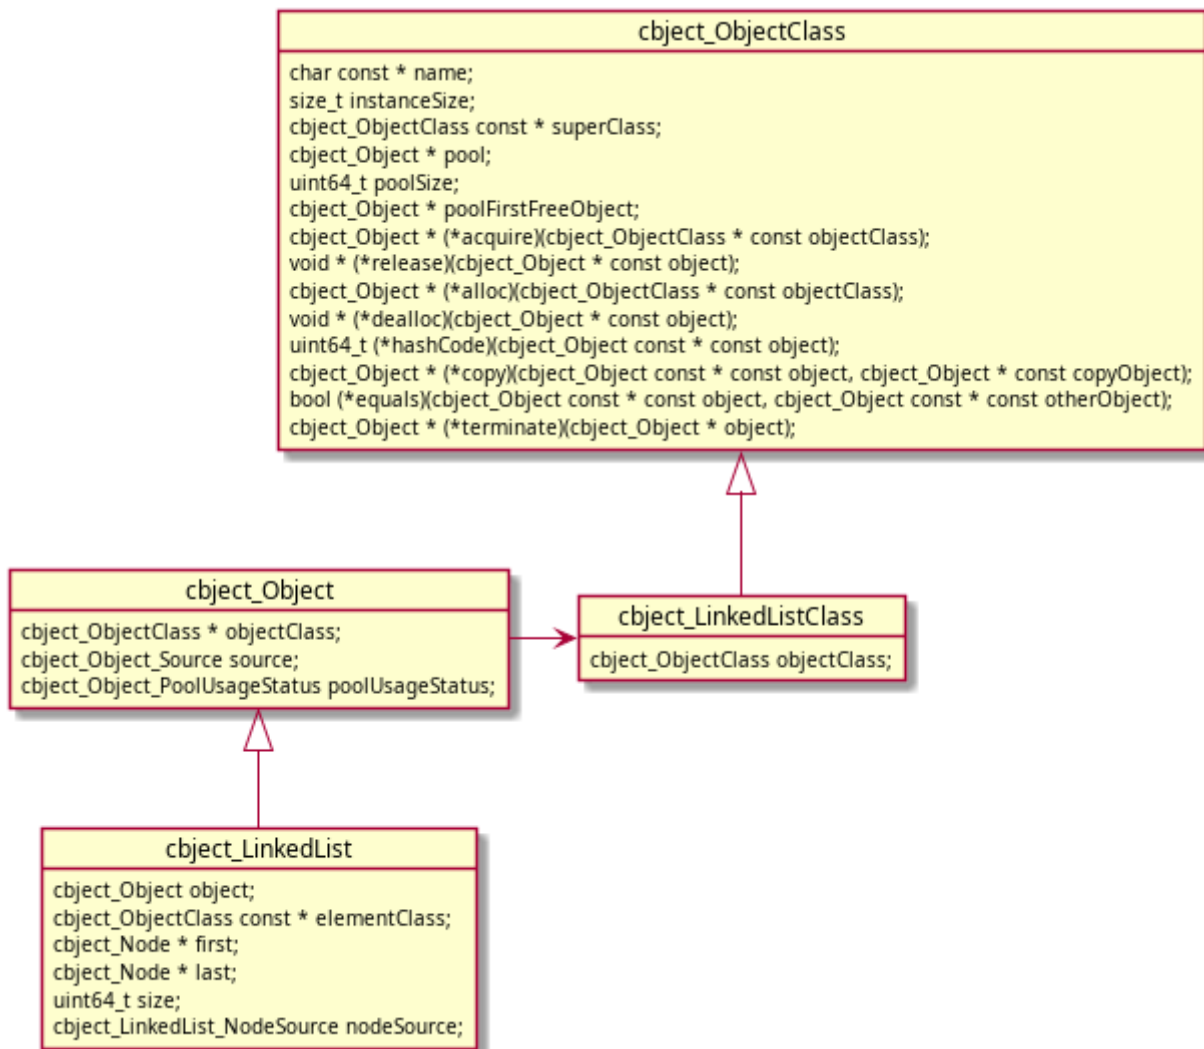 cbject_ObjectClass
char const * name;
size_t instanceSize;
cbject_ObjectClass const * superClass;
cbject_Object * pool;
uint64_t poolSize;
cbject_Object * poolFirstFreeObject;
cbject_Object * (*acquire)(cbject_ObjectClass * const objectClass);
void * (*release)(cbject_Object * const object);
cbject_Object * (*alloc)(cbject_ObjectClass * const objectClass);
void * (*dealloc)(cbject_Object * const object);
uint64_t (*hashCode)(cbject_Object const * const object);
cbject_Object * (*copy)(cbject_Object const * const object, cbject_Object * const copyObject);
bool (*equals)(cbject_Object const * const object, cbject_Object const * const otherObject);
cbject_Object * (*terminate)(cbject_Object * object);
cbject_Object
cbject_ObjectClass * objectClass;
cbject_Object_Source source;
cbject_Object_PoolUsageStatus poolUsageStatus;
cbject_LinkedListClass
cbject_ObjectClass objectClass;
cbject_LinkedList
cbject_Object object;
cbject_ObjectClass const * elementClass;
cbject_Node * first;
cbject_Node * last;
uint64_t size;
cbject_LinkedList_NodeSource nodeSource;